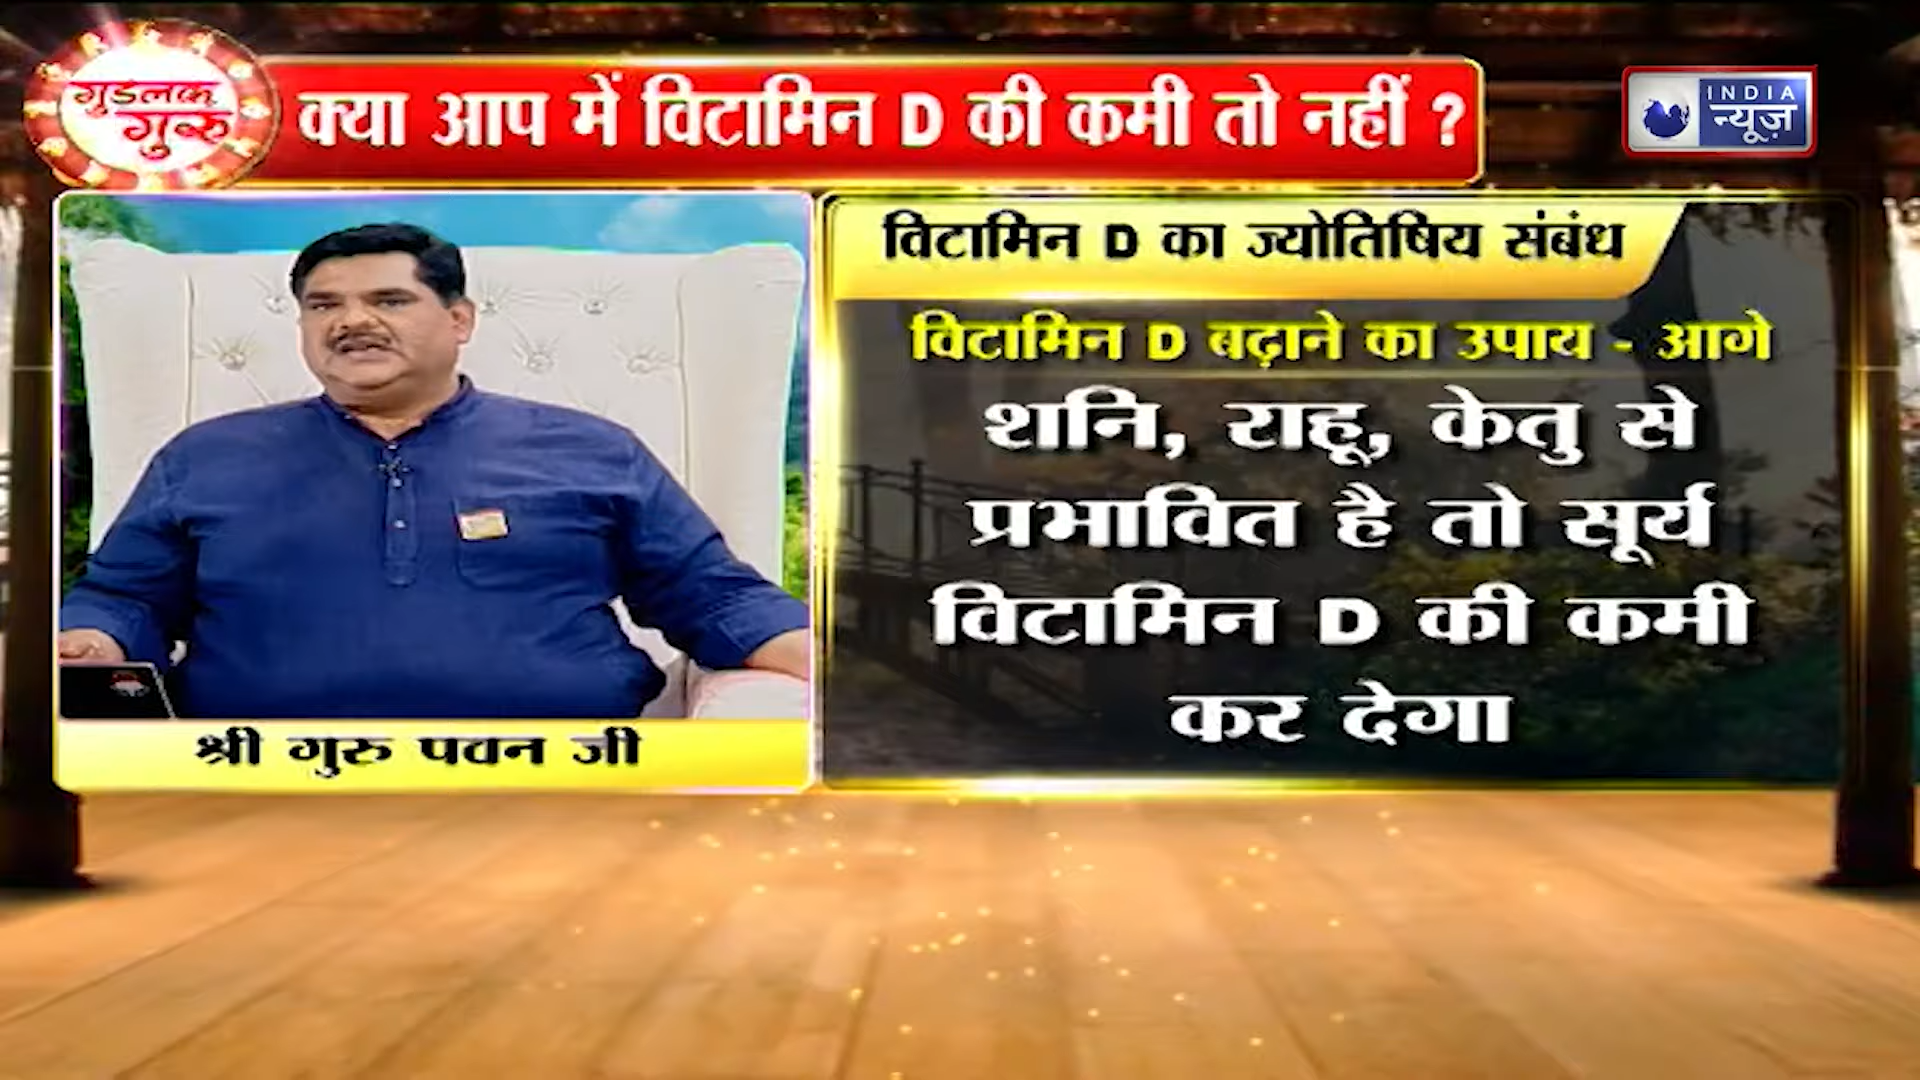 गुडलक
गुरु
क्या आप में विटामिन D की कमी तो नहीं ?
INDIA
न्यूज़
विटामिन D का ज्योतिषिय संबंध
विटामिन D बढ़ाने का उपाय - आगे
शनि, राहू, केतु से
प्रभावित है तो सूर्य
विटामिन D की कमी
कर देगा
श्री गुरु पवन जी